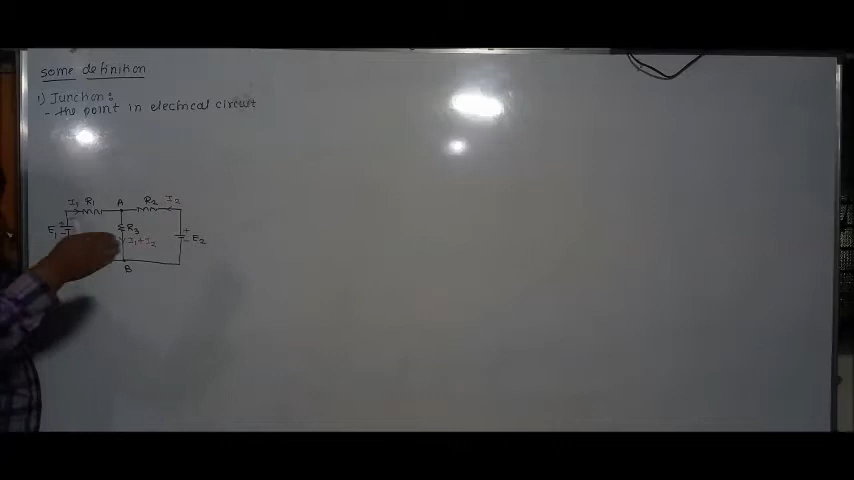 some definition
1) Junction:
- the point in electrical circuit
I1 R1 A R2 I2
E1 + - R3 + - E2
I1+I2
B